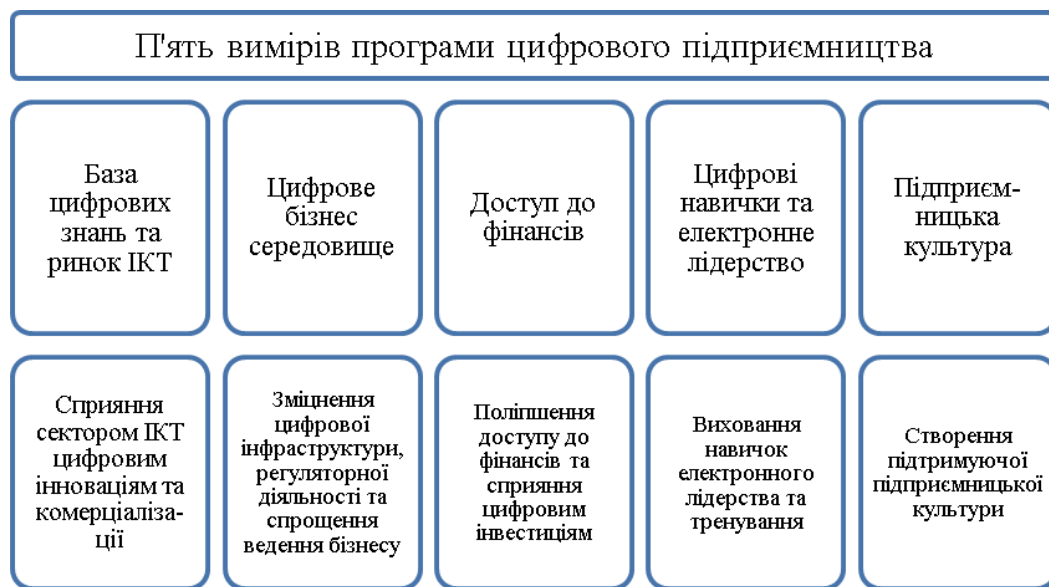 П'ять вимірів програми цифрового підприємництва
База
цифрових
знань та
ринок ІКТ
Цифрове
бізнес
середовище
Доступ до
фінансів
Цифрові
навички та
електронне
лідерство
Підприєм-
ницька
культура
Сприяння
сектором ІКТ
цифровим
інноваціям та
комерціаліза-
ції
Зміцнення
цифрової
інфраструктури,
регуляторної
діяльності та
спрощення
ведення бізнесу
Поліпшення
доступу до
фінансів та
сприяння
цифровим
інвестиціям
Виховання
навичок
електронного
лідерства та
тренування
Створення
підтримуючої
підприємницької
культури